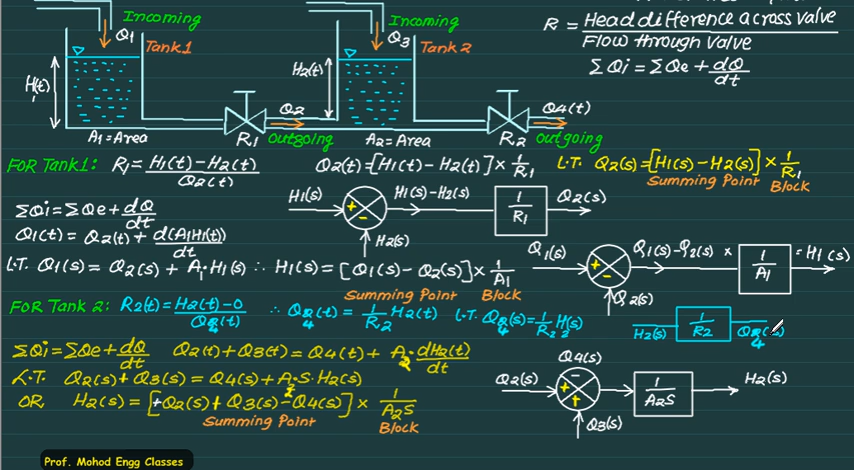 Incoming
Incoming
R = Head difference across valve
Flow through Valve
Q1
Tank1
Q3
Tank 2
ΣQi = ΣQe + dQ
dt
H1(t)
H2(t)
Q2
Q4(t)
A1 = Area
R1
outgoing
A2 = Area
R2
outgoing
FOR Tank1: R1 = H1(t) - H2(t)
Q2(t)
Q2(t) = [H1(t) - H2(t)] × 1
R1
L.T. Q2(s) = [H1(s) - H2(s)] × 1
R1
Summing Point
Block
H1(s)
H1(s)-H2(s)
1
R1
Q2(s)
+
-
H2(s)
ΣQi = ΣQe + dQ
dt
Q1(t) = Q2(t) + d(A1H1(t))
dt
L.T. Q1(s) = Q2(s) + A1·H1(s) ∴ H1(s) = [Q1(s) - Q2(s)] × 1
A1
Summing Point Block
Q1(s)
Q1(s)-Q2(s) ×
1
A1
= H1(s)
+
-
Q2(s)
FOR Tank 2: R2(t) = H2(t)-0
Q4(t)
∴ Q4(t) = 1 H2(t)
R2
L.T. Q4(s) = 1 H2(s)
R2
H2(s)
1
R2
Q4(s)
ΣQi = ΣQe + dQ
dt
Q2(t) + Q3(t) = Q4(t) + A2 · dH2(t)
dt
L.T. Q2(s) + Q3(s) = Q4(s) + A2S·H2(s)
OR, H2(s) = [+Q2(s) + Q3(s) - Q4(s)] × 1
A2S
Summing Point
Block
Q4(s)
Q2(s)
-
+
+
1
A2S
H2(s)
Q3(s)
Prof. Mohod Engg Classes